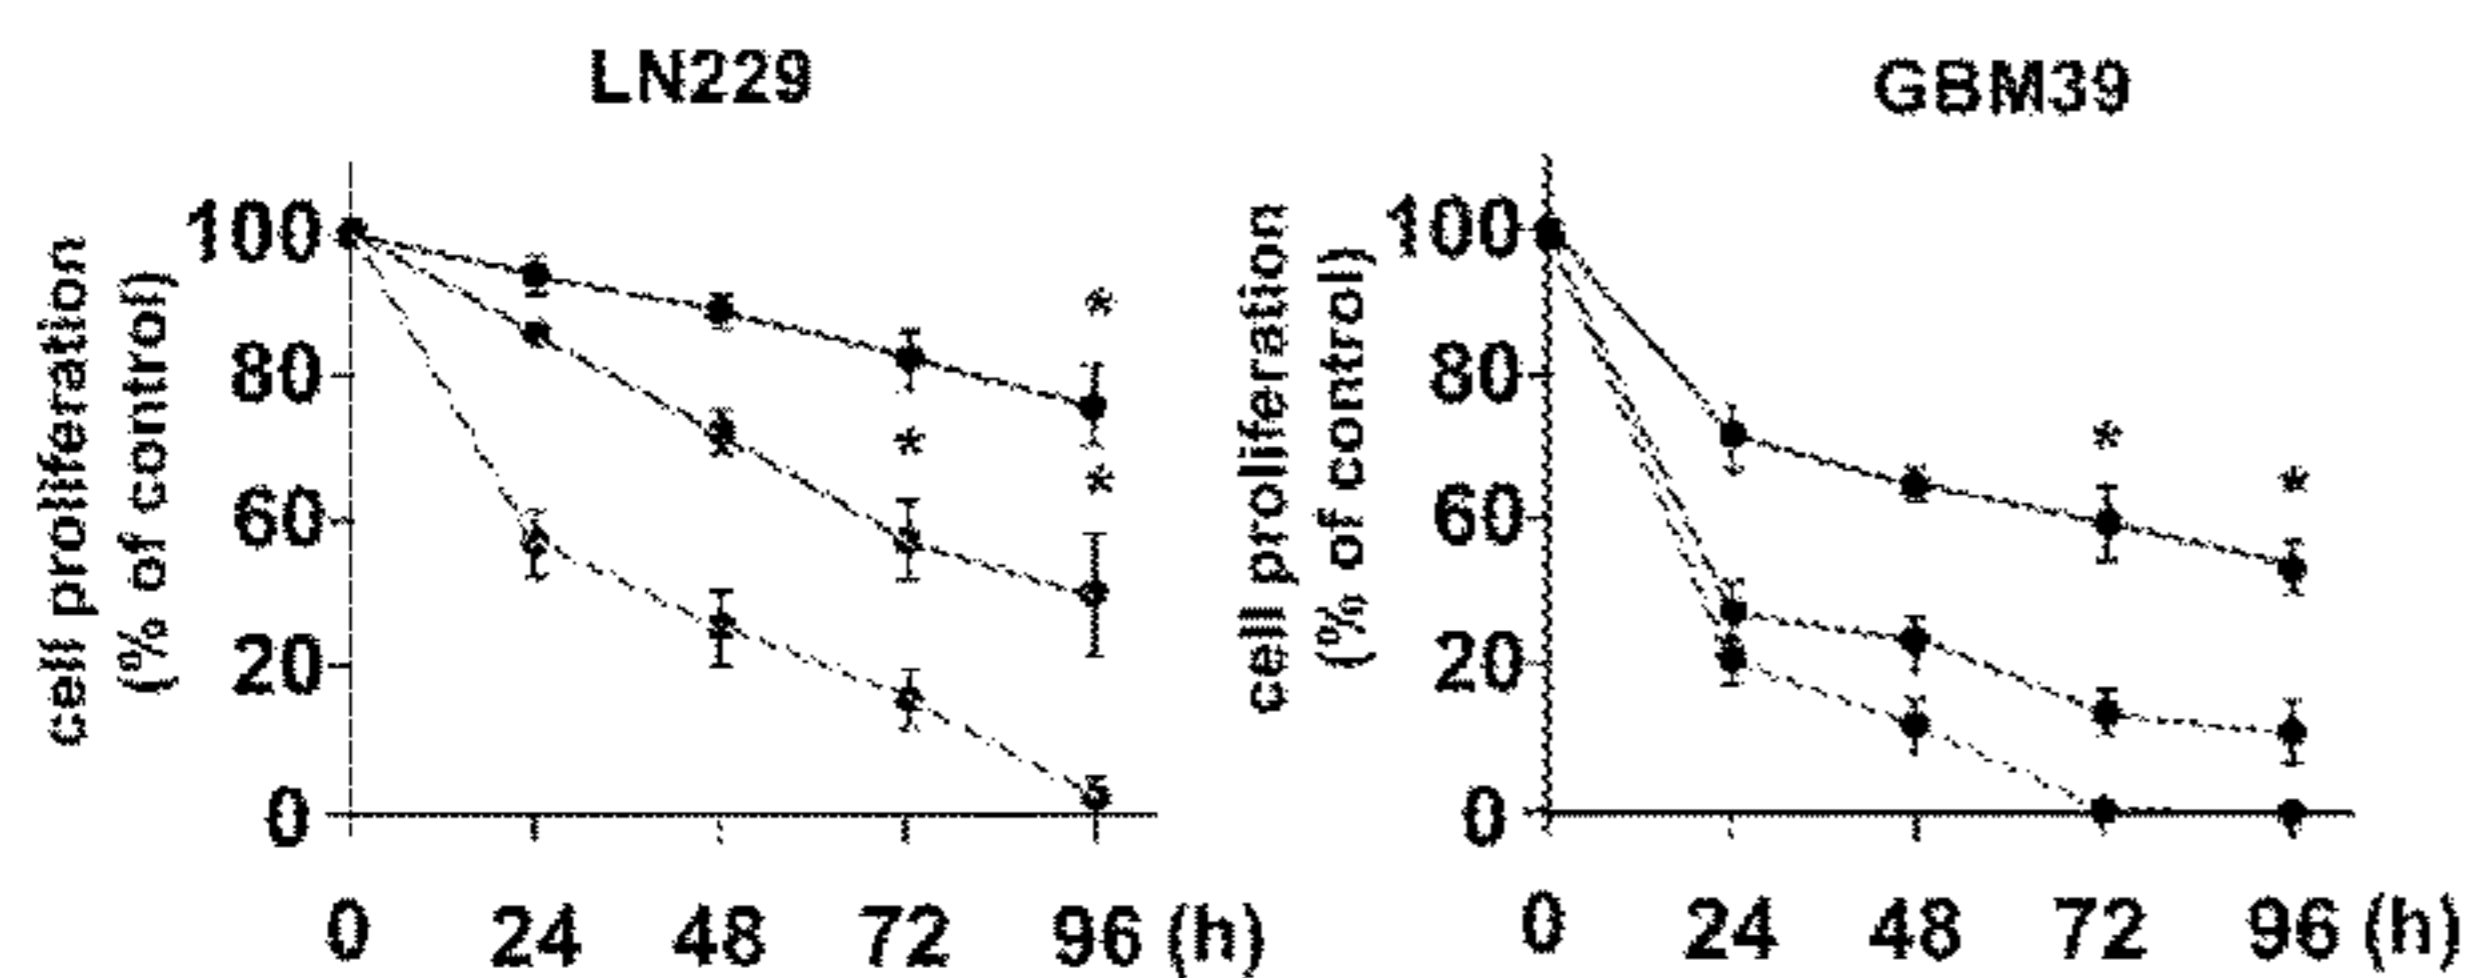 LN229
cell proliferation
(% of control)
100
80
60
20
0
0 24 48 72 96 (h)
*
*
*
GBM39
cell proliferation
(% of control)
100
80
60
20
0
0 24 48 72 96 (h)
*
*